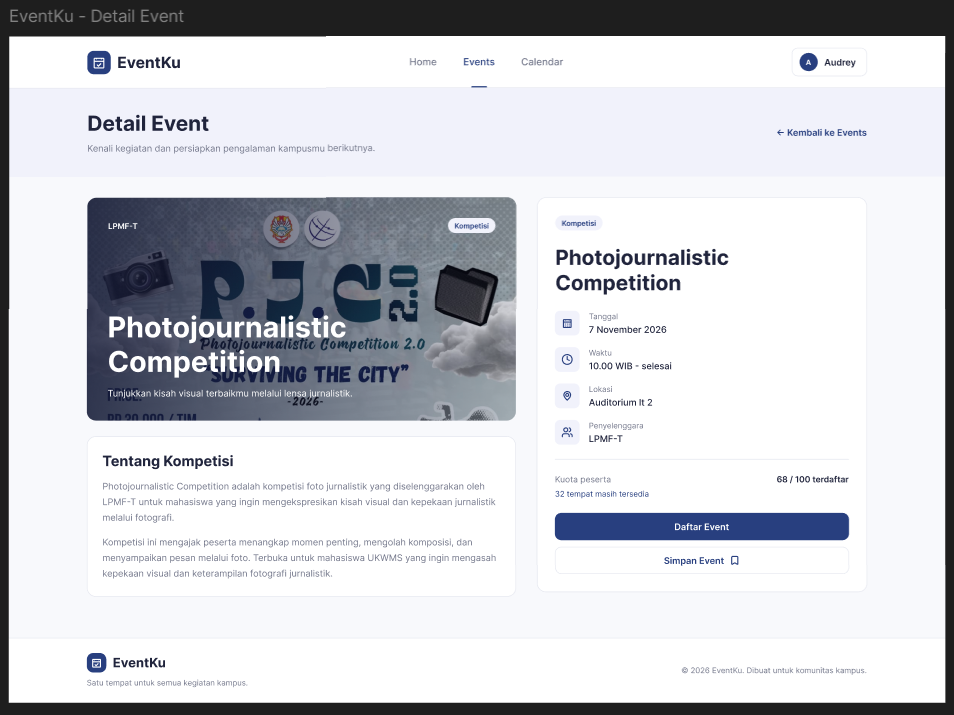 EventKu - Detail Event
EventKu
Home
Events
Calendar
A
Audrey
Detail Event
Kenali kegiatan dan persiapkan pengalaman kampusmu berikutnya.
← Kembali ke Events
LPMF-T
Kompetisi
P.J.C 2.0
Photojournalistic Competition 2.0
Photojournalistic
Competition
"SURVIVING THE CITY"
Tunjukkan kisah visual terbaikmu melalui lensa jurnalistik.
-2026-
Tentang Kompetisi
Photojournalistic Competition adalah kompetisi foto jurnalistik yang diselenggarakan oleh
LPMF-T untuk mahasiswa yang ingin mengekspresikan kisah visual dan kepekaan jurnalistik
melalui fotografi.
Kompetisi ini mengajak peserta menangkap momen penting, mengolah komposisi, dan
menyampaikan pesan melalui foto. Terbuka untuk mahasiswa UKWMS yang ingin mengasah
kepekaan visual dan keterampilan fotografi jurnalistik.
Kompetisi
Photojournalistic
Competition
Tanggal
7 November 2026
Waktu
10.00 WIB - selesai
Lokasi
Auditorium lt 2
Penyelenggara
LPMF-T
Kuota peserta
68 / 100 terdaftar
32 tempat masih tersedia
Daftar Event
Simpan Event
EventKu
Satu tempat untuk semua kegiatan kampus.
© 2026 EventKu. Dibuat untuk komunitas kampus.